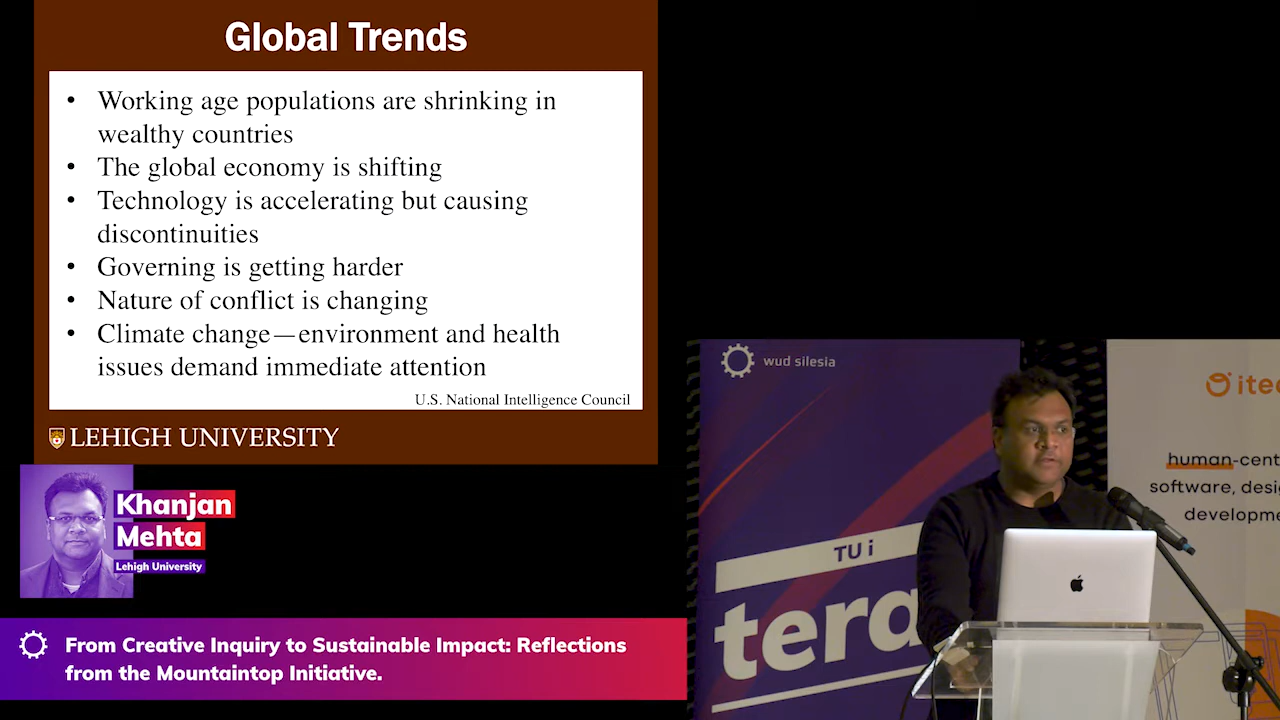 Global Trends
• Working age populations are shrinking in
wealthy countries
• The global economy is shifting
• Technology is accelerating but causing
discontinuities
• Governing is getting harder
• Nature of conflict is changing
• Climate change—environment and health
issues demand immediate attention
U.S. National Intelligence Council
LEHIGH UNIVERSITY
Khanjan
Mehta
Lehigh University
From Creative Inquiry to Sustainable Impact: Reflections
from the Mountaintop Initiative.
wud silesia
TU i
tera
human-cent
software, desi
developme